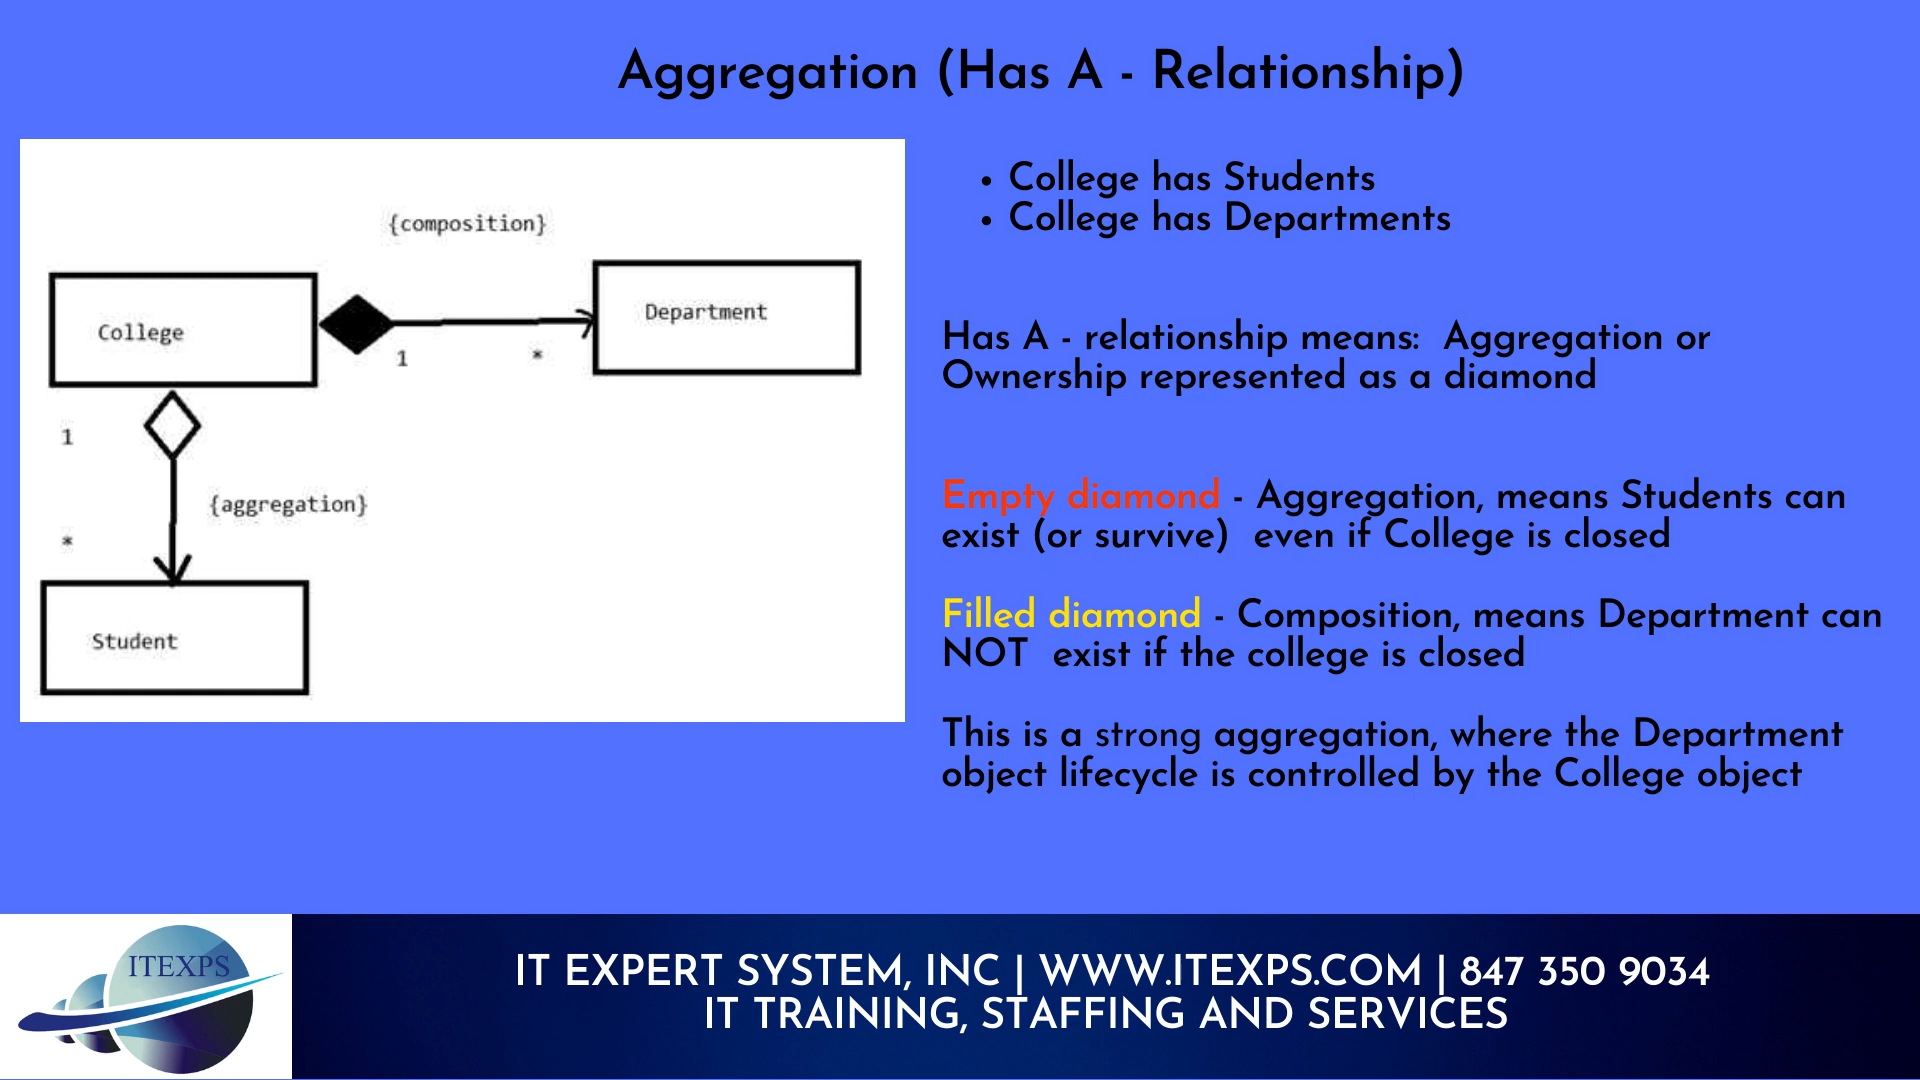 Aggregation (Has A - Relationship)
{composition}
College
Department
1
*
1
{aggregation}
*
Student
• College has Students
• College has Departments
Has A - relationship means:  Aggregation or
Ownership represented as a diamond
Empty diamond - Aggregation, means Students can
exist (or survive)  even if College is closed
Filled diamond - Composition, means Department can
NOT  exist if the college is closed
This is a strong aggregation, where the Department
object lifecycle is controlled by the College object
ITEXPS
IT EXPERT SYSTEM, INC | WWW.ITEXPS.COM | 847 350 9034
IT TRAINING, STAFFING AND SERVICES